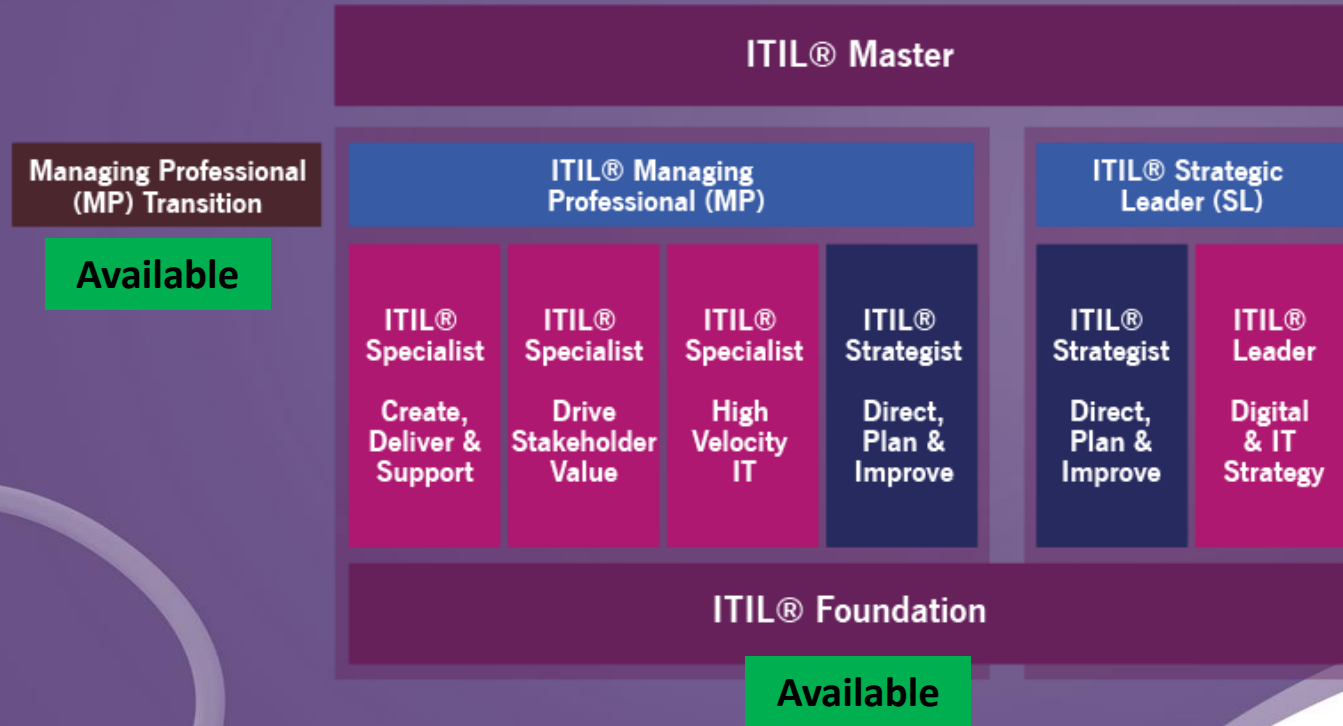 ITIL® Master
Managing Professional
(MP) Transition
Available
ITIL® Managing
Professional (MP)
ITIL® Strategic
Leader (SL)
ITIL®
Specialist
Create,
Deliver &
Support
ITIL®
Specialist
Drive
Stakeholder
Value
ITIL®
Specialist
High
Velocity
IT
ITIL®
Strategist
Direct,
Plan &
Improve
ITIL®
Strategist
Direct,
Plan &
Improve
ITIL®
Leader
Digital
& IT
Strategy
ITIL® Foundation
Available